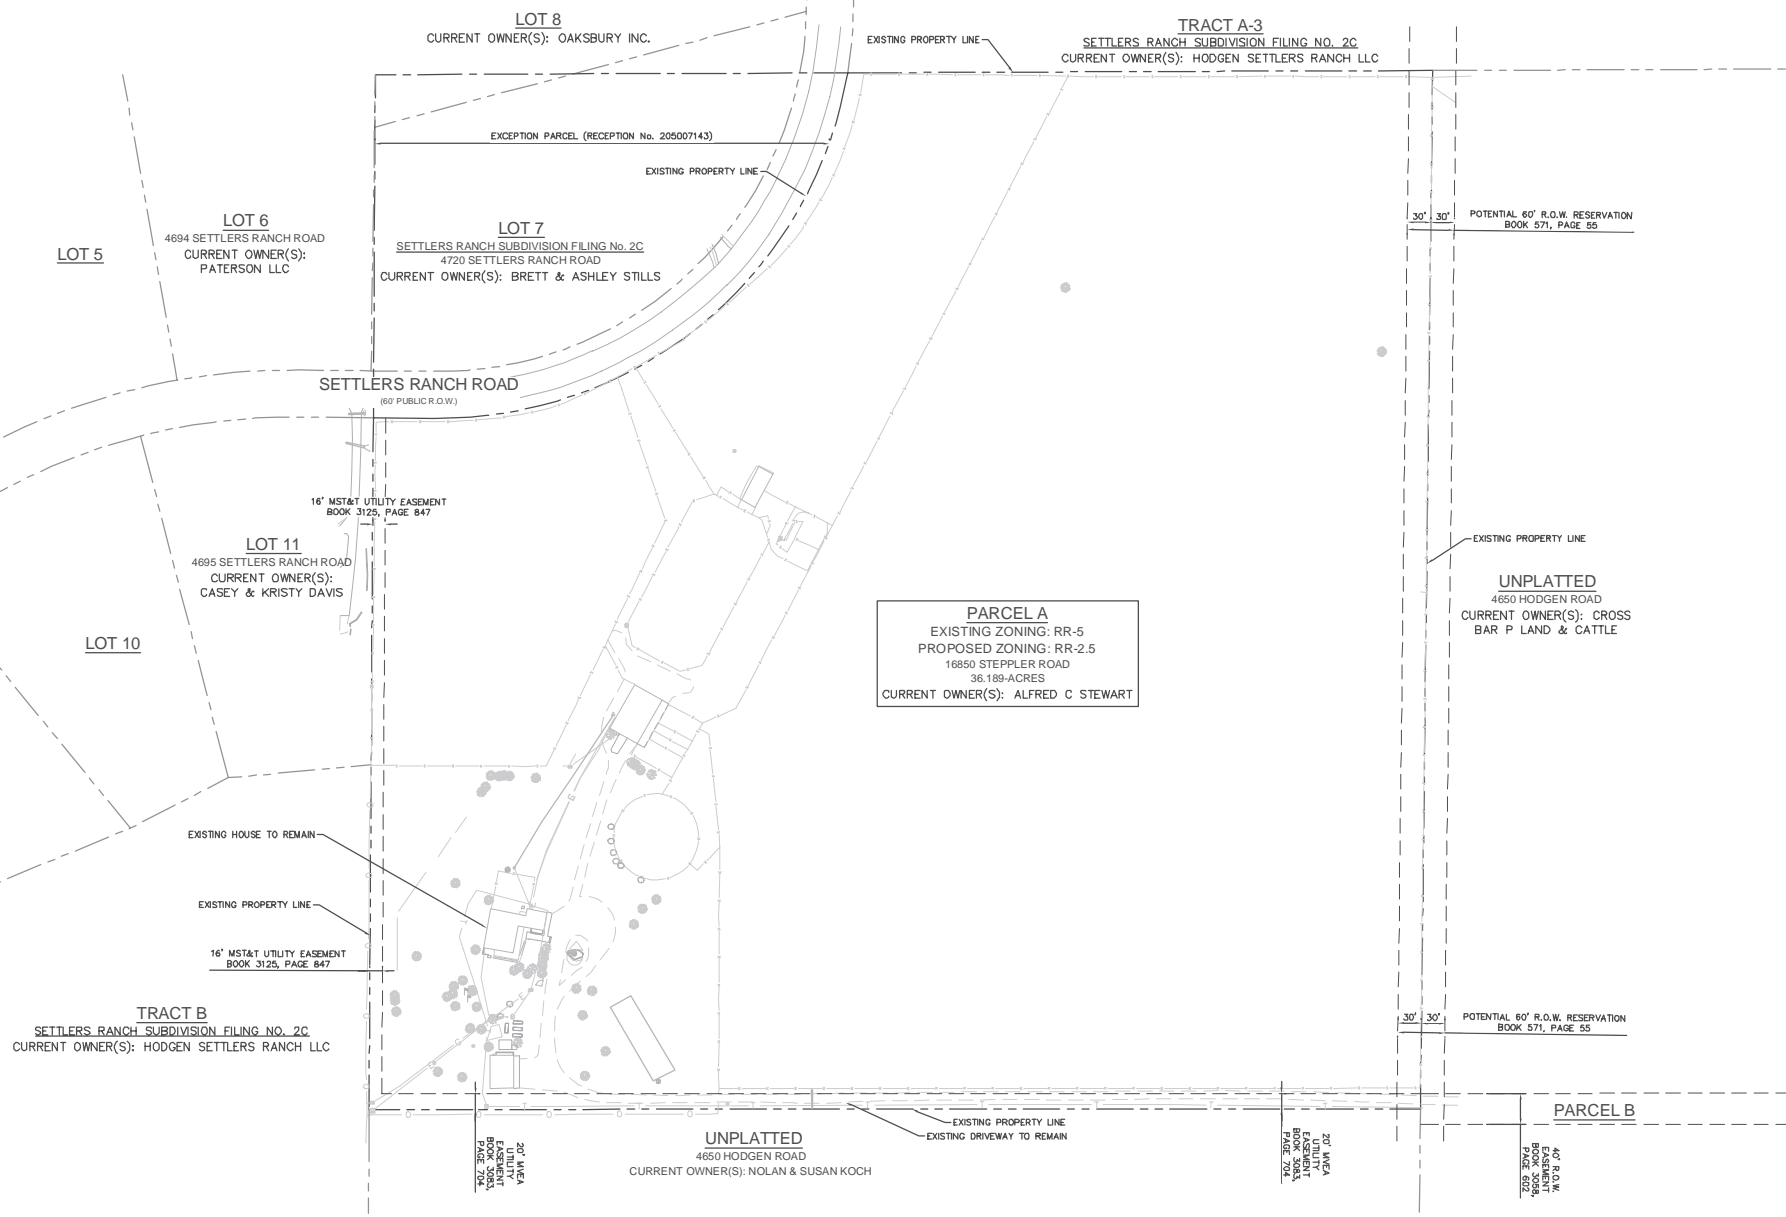 LOT 8
CURRENT OWNER(S): OAKSBURY INC.
EXISTING PROPERTY LINE
TRACT A-3
SETTLERS RANCH SUBDIVISION FILING NO. 2C
CURRENT OWNER(S): HODGEN SETTLERS RANCH LLC
EXCEPTION PARCEL (RECEPTION No. 205007143)
EXISTING PROPERTY LINE
LOT 5
LOT 6
4694 SETTLERS RANCH ROAD
CURRENT OWNER(S):
PATERSON LLC
LOT 7
SETTLERS RANCH SUBDIVISION FILING No. 2C
4720 SETTLERS RANCH ROAD
CURRENT OWNER(S): BRETT & ASHLEY STILLS
30' 30'
POTENTIAL 60' R.O.W. RESERVATION
BOOK 571, PAGE 55
SETTLERS RANCH ROAD
(60' PUBLIC R.O.W.)
16' MST&T UTILITY EASEMENT
BOOK 3125, PAGE 847
LOT 11
4695 SETTLERS RANCH ROAD
CURRENT OWNER(S):
CASEY & KRISTY DAVIS
LOT 10
EXISTING PROPERTY LINE
UNPLATTED
4650 HODGEN ROAD
CURRENT OWNER(S): CROSS
BAR P LAND & CATTLE
PARCEL A
EXISTING ZONING: RR-5
PROPOSED ZONING: RR-2.5
16850 STEPPLER ROAD
36.189-ACRES
CURRENT OWNER(S): ALFRED C STEWART
G
EXISTING HOUSE TO REMAIN
EXISTING PROPERTY LINE
16' MST&T UTILITY EASEMENT
BOOK 3125, PAGE 847
TRACT B
SETTLERS RANCH SUBDIVISION FILING NO. 2C
CURRENT OWNER(S): HODGEN SETTLERS RANCH LLC
30' 30'
POTENTIAL 60' R.O.W. RESERVATION
BOOK 571, PAGE 55
PARCEL B
EXISTING PROPERTY LINE
EXISTING DRIVEWAY TO REMAIN
UNPLATTED
4650 HODGEN ROAD
CURRENT OWNER(S): NOLAN & SUSAN KOCH
20' MVEA
UTILITY
EASEMENT
BOOK 3083,
PAGE 704
20' MVEA
UTILITY
EASEMENT
BOOK 3083,
PAGE 704
40' R.O.W.
EASEMENT
BOOK 3058,
PAGE 602